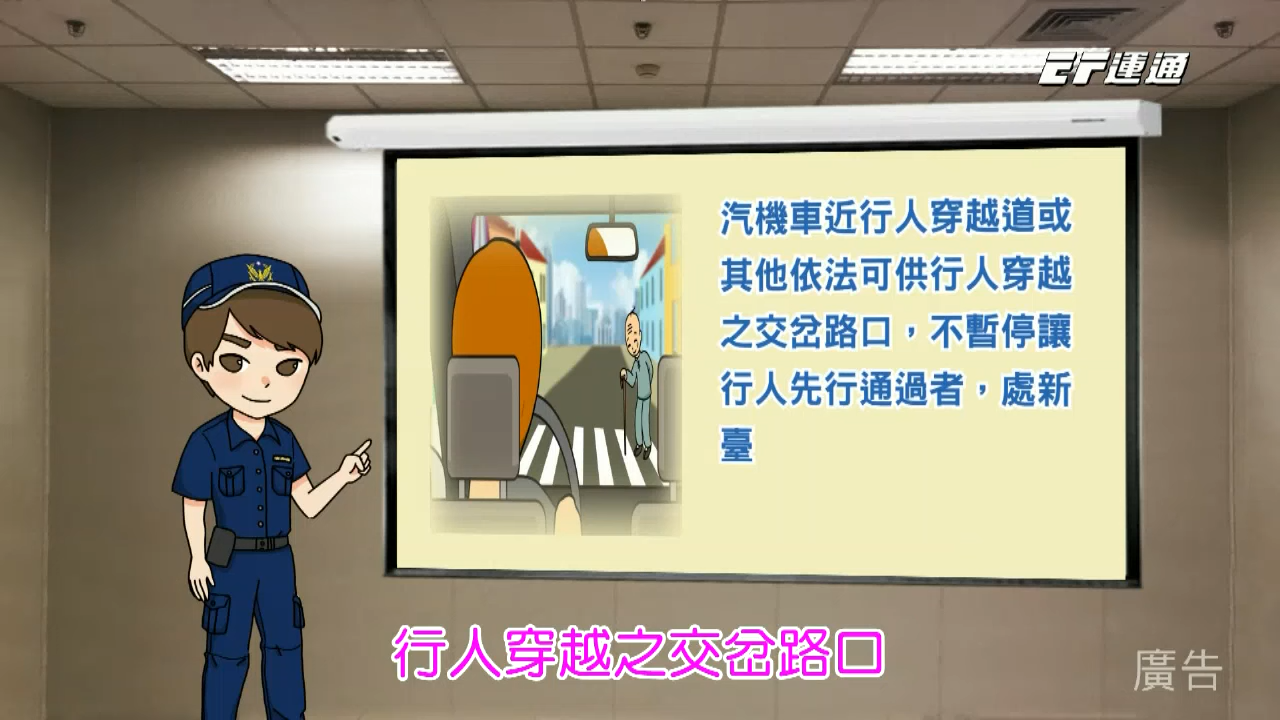 ET運通
汽機車近行人穿越道或
其他依法可供行人穿越
之交岔路口，不暫停讓
行人先行通過者，處新
臺
行人穿越之交岔路口
廣告